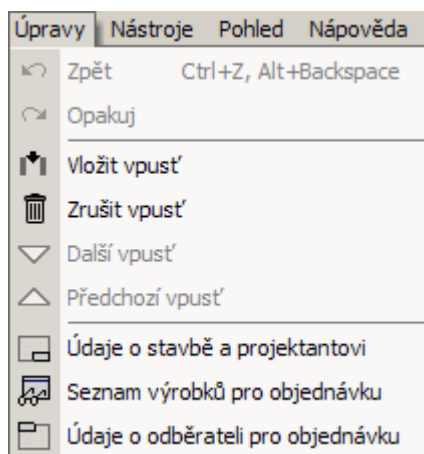 Úpravy Nástroje Pohled Nápověda
Zpět Ctrl+Z, Alt+Backspace
Opakuj
Vložit vpusť
Zrušit vpusť
Další vpusť
Předchozí vpusť
Údaje o stavbě a projektantovi
Seznam výrobků pro objednávku
Údaje o odběrateli pro objednávku